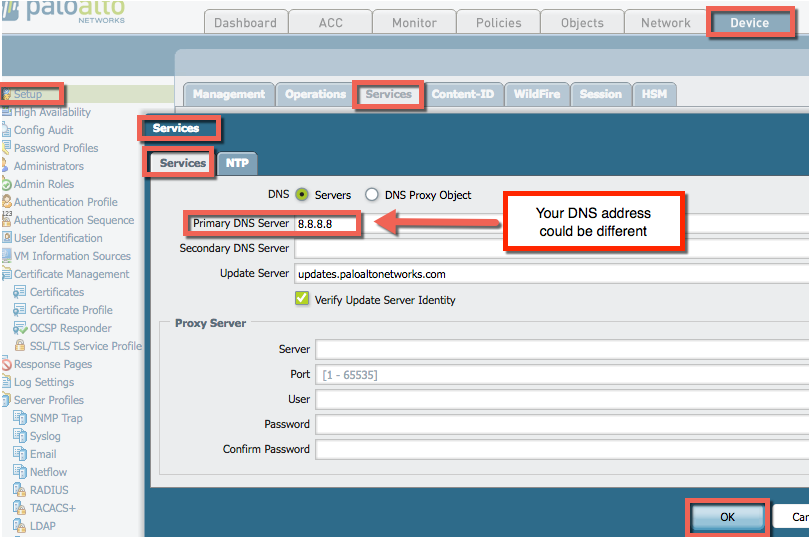 paloalto
NETWORKS
Dashboard
ACC
Monitor
Policies
Objects
Network
Device
Setup
High Availability
Config Audit
Password Profiles
Administrators
Admin Roles
Authentication Profile
Authentication Sequence
User Identification
VM Information Sources
Certificate Management
Certificates
Certificate Profile
OCSP Responder
SSL/TLS Service Profile
Response Pages
Log Settings
Server Profiles
SNMP Trap
Syslog
Email
Netflow
RADIUS
TACACS+
LDAP
Management
Operations
Services
Content-ID
WildFire
Session
HSM
Services
Services
NTP
DNS Servers DNS Proxy Object
Primary DNS Server 8.8.8.8
Your DNS address
could be different
Secondary DNS Server
Update Server updates.paloaltonetworks.com
Verify Update Server Identity
Proxy Server
Server
Port [1 - 65535]
User
Password
Confirm Password
OK
Can